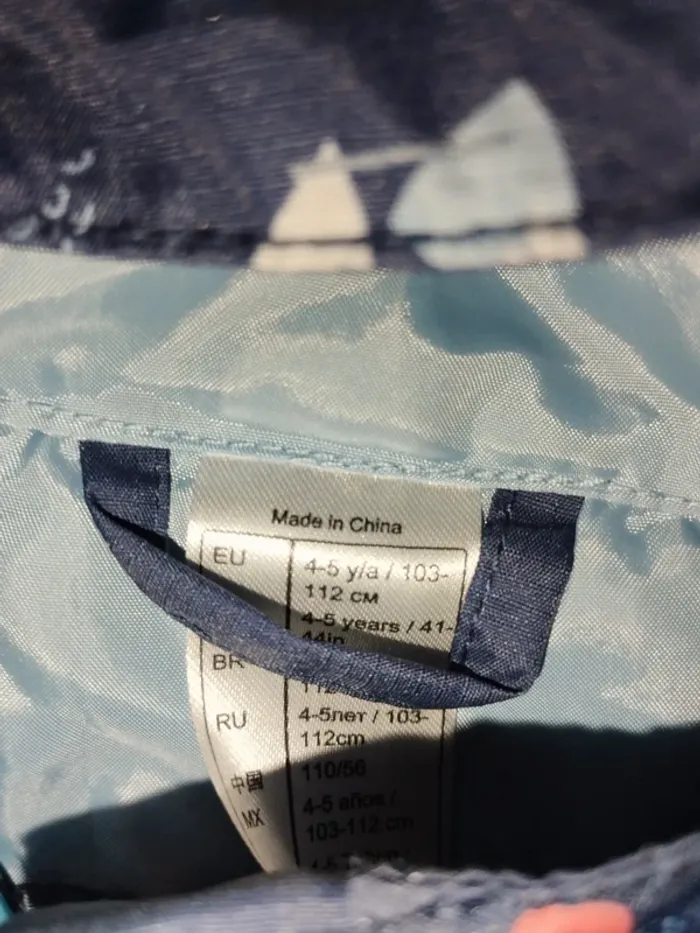 Made in China
EU 4-5 y/a / 103-
112 см
4-5 years / 41-
44in
BR
112
RU 4-5лет / 103-
112cm
中国 110/56
MX 4-5 años /
103-112 cm